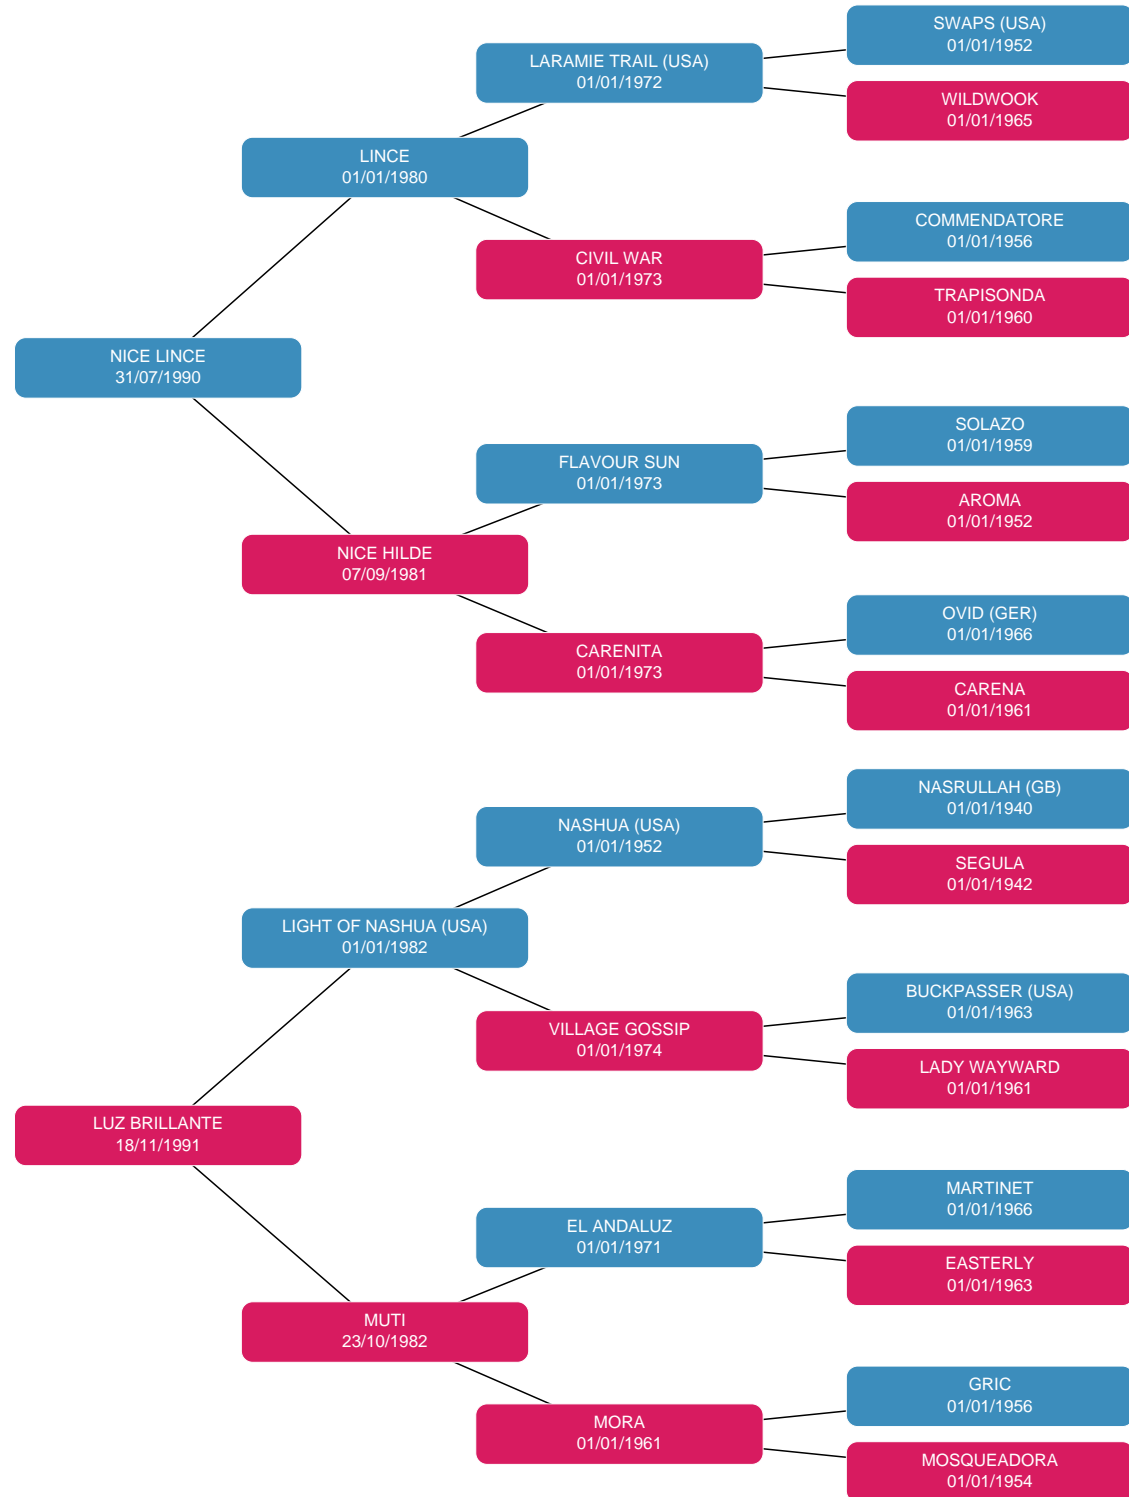 SWAPS (USA)
01/01/1952
LARAMIE TRAIL (USA)
01/01/1972
WILDWOOK
01/01/1965
LINCE
01/01/1980
COMMENDATORE
01/01/1956
CIVIL WAR
01/01/1973
TRAPISONDA
01/01/1960
NICE LINCE
31/07/1990
SOLAZO
01/01/1959
FLAVOUR SUN
01/01/1973
AROMA
01/01/1952
NICE HILDE
07/09/1981
OVID (GER)
01/01/1966
CARENITA
01/01/1973
CARENA
01/01/1961
NASRULLAH (GB)
01/01/1940
NASHUA (USA)
01/01/1952
SEGULA
01/01/1942
LIGHT OF NASHUA (USA)
01/01/1982
BUCKPASSER (USA)
01/01/1963
VILLAGE GOSSIP
01/01/1974
LADY WAYWARD
01/01/1961
LUZ BRILLANTE
18/11/1991
MARTINET
01/01/1966
EL ANDALUZ
01/01/1971
EASTERLY
01/01/1963
MUTI
23/10/1982
GRIC
01/01/1956
MORA
01/01/1961
MOSQUEADORA
01/01/1954